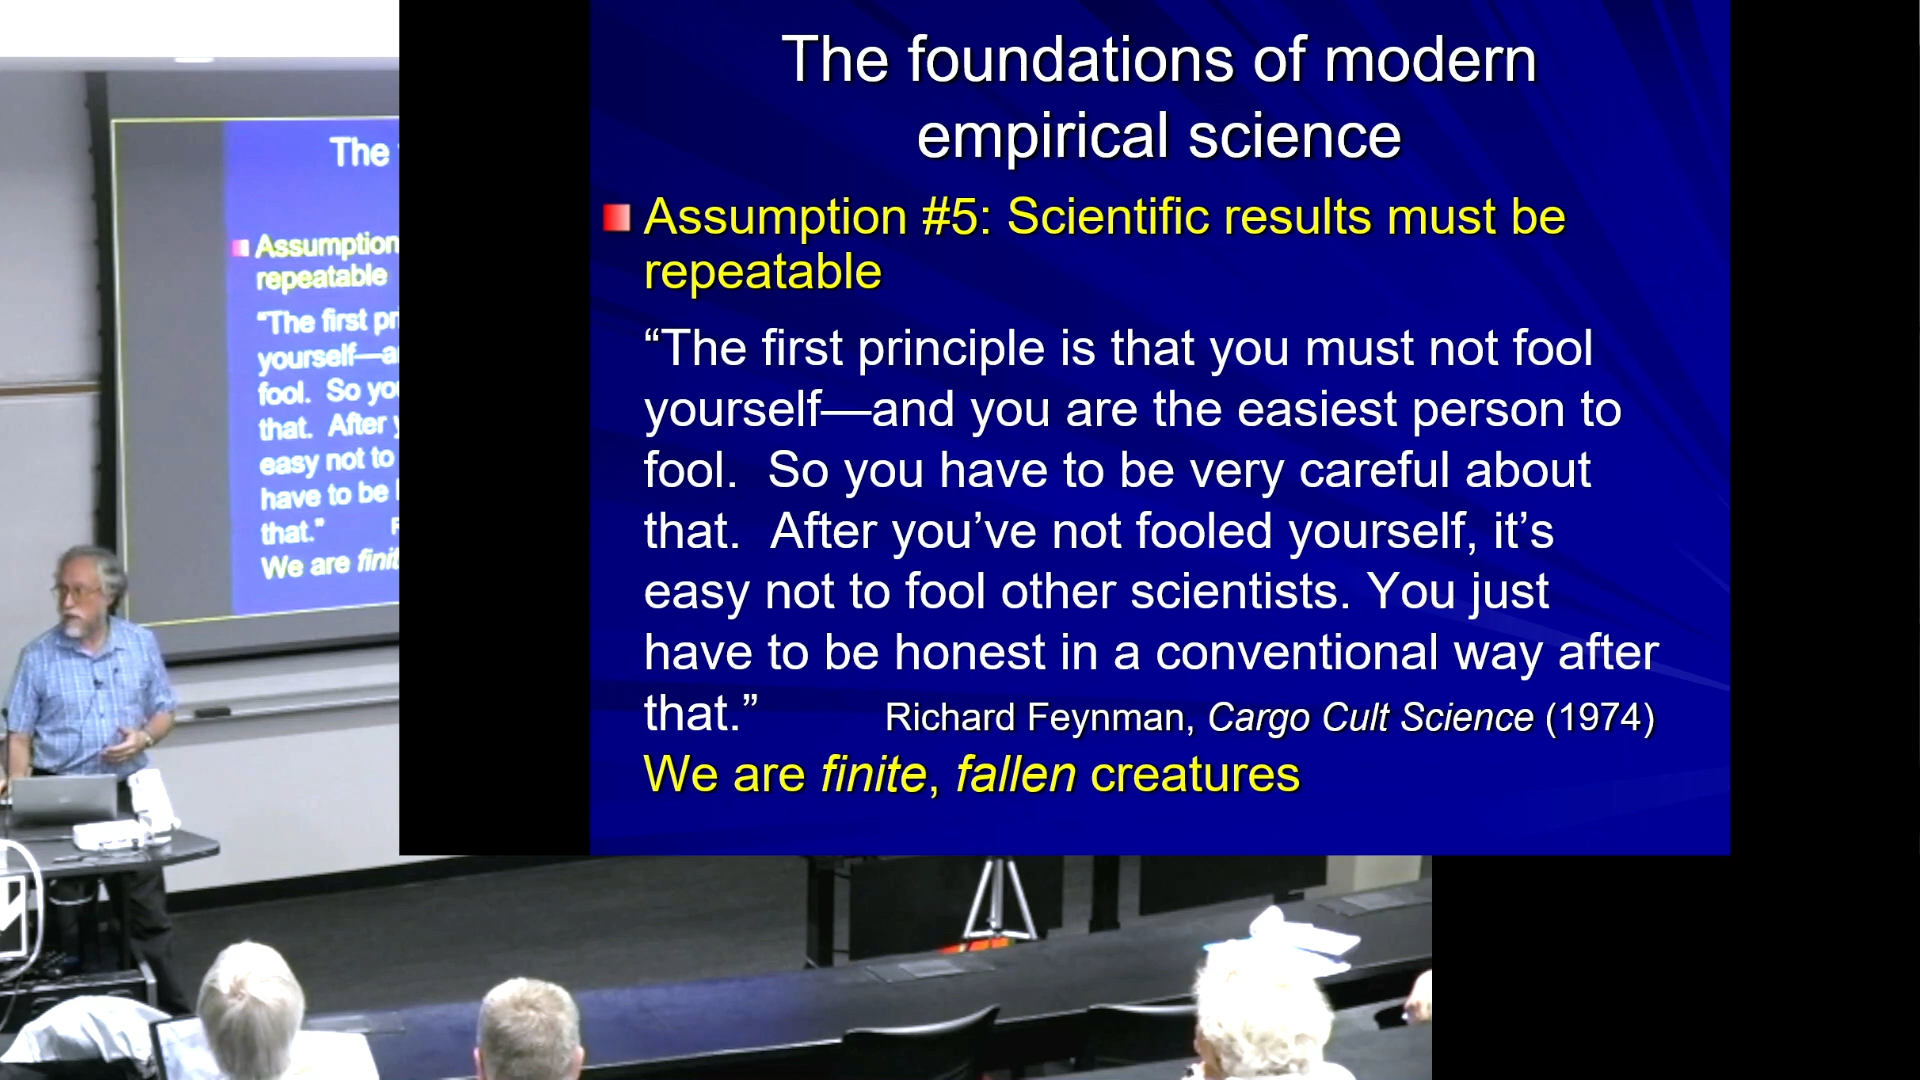 The foundations of modern
empirical science
Assumption #5: Scientific results must be
repeatable
“The first principle is that you must not fool
yourself—and you are the easiest person to
fool.  So you have to be very careful about
that.  After you’ve not fooled yourself, it’s
easy not to fool other scientists. You just
have to be honest in a conventional way after
that.” Richard Feynman, Cargo Cult Science (1974)
We are finite, fallen creatures
The
Assumption
repeatable
“The first pr
yourself—a
fool.  So yo
that.  After y
easy not to
have to be
that.” R
We are finit